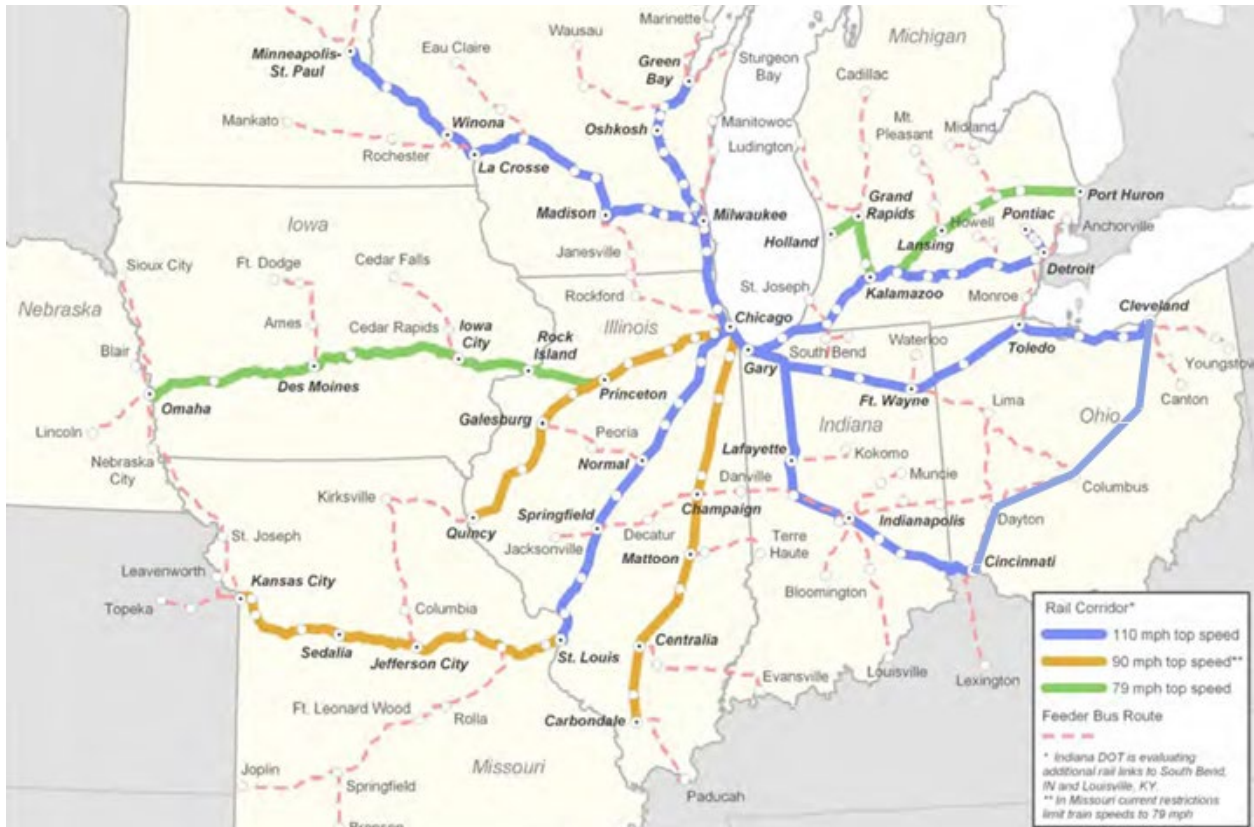 Marinette
Michigan
Wausau
Eau Claire
Minneapolis-
St. Paul
Green
Bay
Sturgeon
Bay
Cadillac
Mt.
Pleasant
Midland
Mankato
Winona
Oshkosh
Manitowoc
Ludington
Rochester
La Crosse
Grand
Rapids
Port Huron
Pontiac
Howell
Anchorville
Madison
Milwaukee
Holland
Lansing
Iowa
Janesville
Detroit
Sioux City
Ft. Dodge
Cedar Falls
St. Joseph
Kalamazoo
Monroe
Nebraska
Rockford
Cleveland
Ames
Cedar Rapids
Iowa
City
Rock
Island
Illinois
Chicago
South Bend
Waterloo
Toledo
Blair
Gary
Youngstov
Des Moines
Princeton
Ft. Wayne
Canton
Omaha
Galesburg
Lima
Ohio
Lincoln
Peoria
Indiana
Nebraska
City
Normal
Lafayette
Kokomo
Kirksville
Danville
Muncie
Columbus
Springfield
Champaign
Indianapolis
Dayton
Quincy
Jacksonville
Decatur
Terre
Haute
St. Joseph
Mattoon
Leavenworth
Kansas City
Cincinnati
Bloomington
Topeka
Columbia
Sedalia
Jefferson City
St. Louis
Centralia
Louisville
Lexington
Evansville
Ft. Leonard Wood
Rolla
Carbondale
Joplin
Missouri
Springfield
Paducah
Branson
Rail Corridor*
110 mph top speed
90 mph top speed**
79 mph top speed
Feeder Bus Route
* Indiana DOT is evaluating
additional rail links to South Bend,
IN and Louisville, KY.
** In Missouri current restrictions
limit train speeds to 79 mph